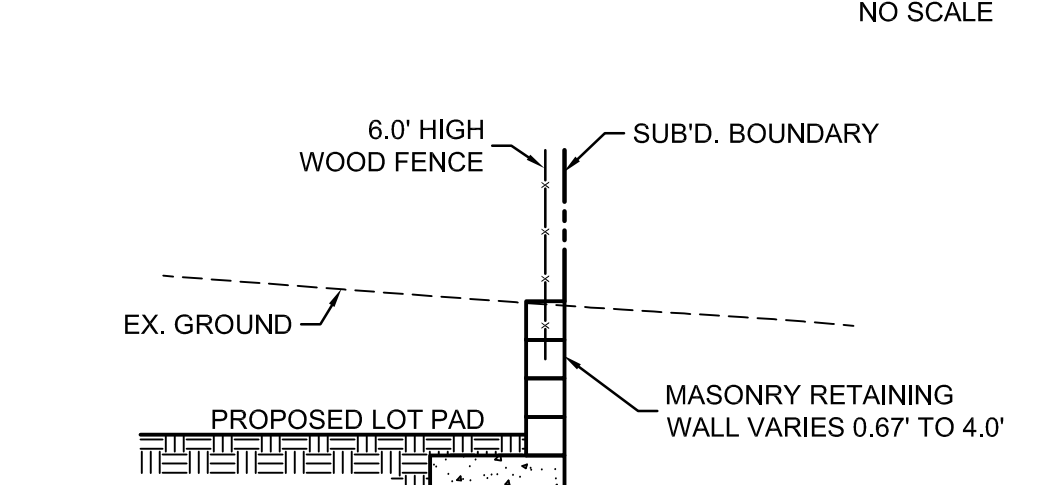 NO SCALE
6.0' HIGH
WOOD FENCE
SUB'D. BOUNDARY
EX. GROUND
MASONRY RETAINING
WALL VARIES 0.67' TO 4.0'
PROPOSED LOT PAD